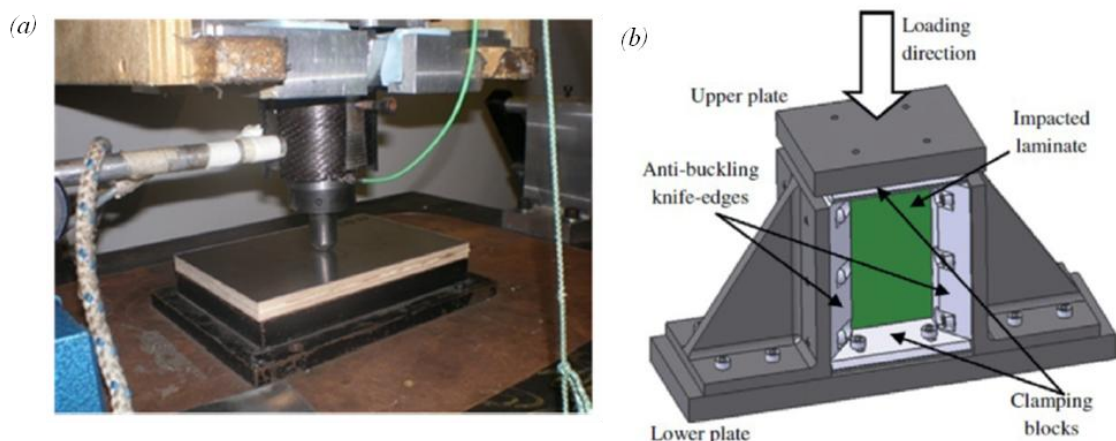 (a)
(b)
Loading
direction
Upper plate
Impacted
laminate
Anti-buckling
knife-edges
Clamping
blocks
Lower plate